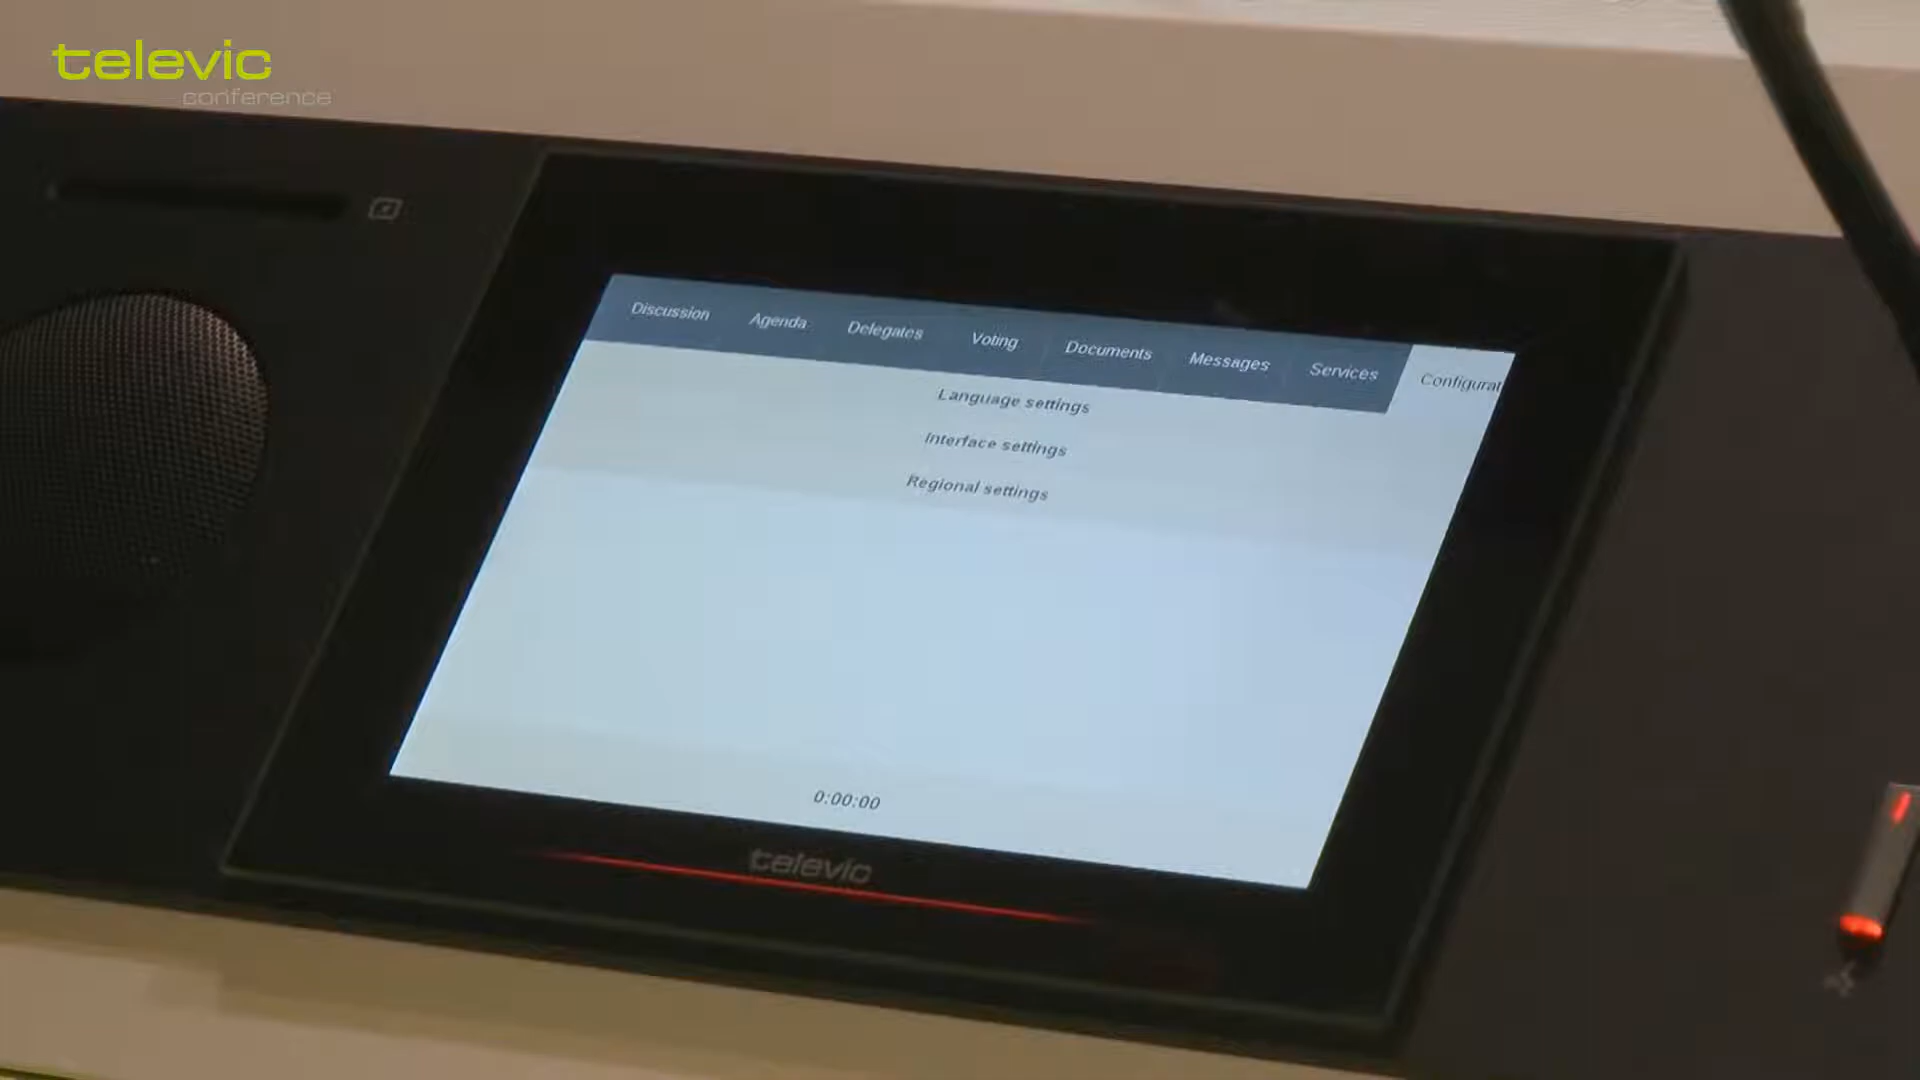 televic
conference
Discussion Agenda Delegates Voting Documents Messages Services Configurat
Language settings
Interface settings
Regional settings
0:00:00
televic